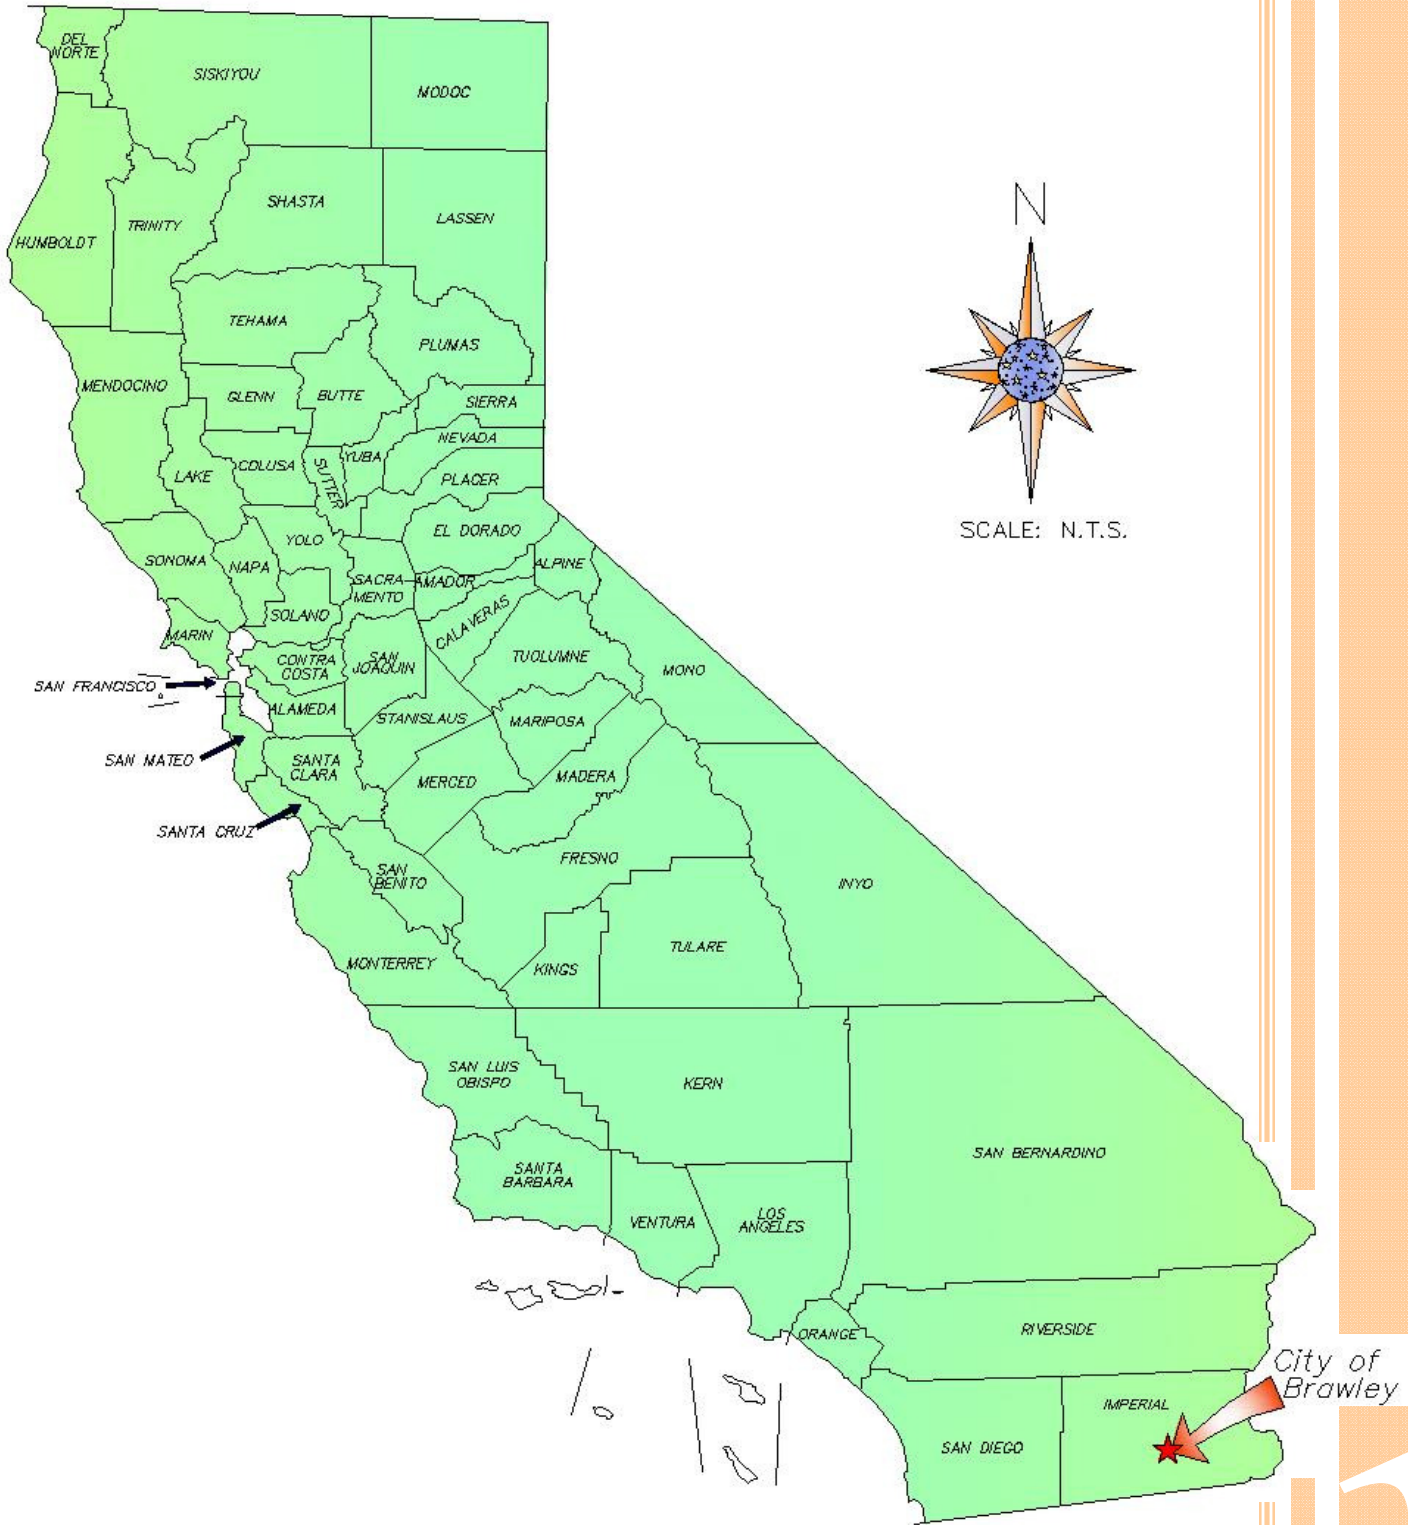 DEL
NORTE
SISKIYOU
MODOC
SHASTA
LASSEN
TRINITY
HUMBOLDT
N
TEHAMA
PLUMAS
MENDOCINO
GLENN
BUTTE
SIERRA
NEVADA
YUBA
COLUSA
SUTTER
LAKE
PLACER
SCALE: N.T.S.
EL DORADO
YOLO
SONOMA
NAPA
ALPINE
SACRA-
MENTO
AMADOR
SOLANO
CALAVERAS
MARIN
CONTRA
COSTA
SAN
JOAQUIN
TUOLUMNE
MONO
SAN FRANCISCO
ALAMEDA
STANISLAUS
MARIPOSA
SAN MATEO
SANTA
CLARA
MERCED
MADERA
SANTA CRUZ
FRESNO
SAN
BENITO
INYO
TULARE
MONTERREY
KINGS
SAN LUIS
OBISPO
KERN
SAN BERNARDINO
SANTA
BARBARA
VENTURA
LOS
ANGELES
ORANGE
RIVERSIDE
City of
Brawley
IMPERIAL
SAN DIEGO